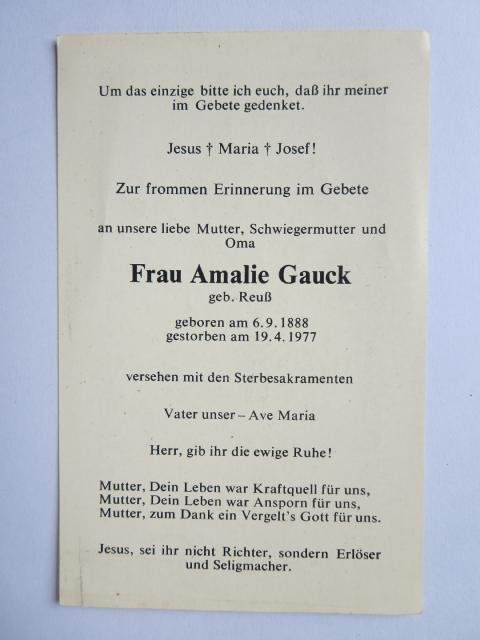 Um das einzige bitte ich euch, daß ihr meiner
im Gebete gedenket.
Jesus † Maria † Josef!
Zur frommen Erinnerung im Gebete
an unsere liebe Mutter, Schwiegermutter und
Oma
Frau Amalie Gauck
geb. Reuß
geboren am 6.9.1888
gestorben am 19.4.1977
versehen mit den Sterbesakramenten
Vater unser – Ave Maria
Herr, gib ihr die ewige Ruhe!
Mutter, Dein Leben war Kraftquell für uns,
Mutter, Dein Leben war Ansporn für uns,
Mutter, zum Dank ein Vergelt's Gott für uns.
Jesus, sei ihr nicht Richter, sondern Erlöser
und Seligmacher.